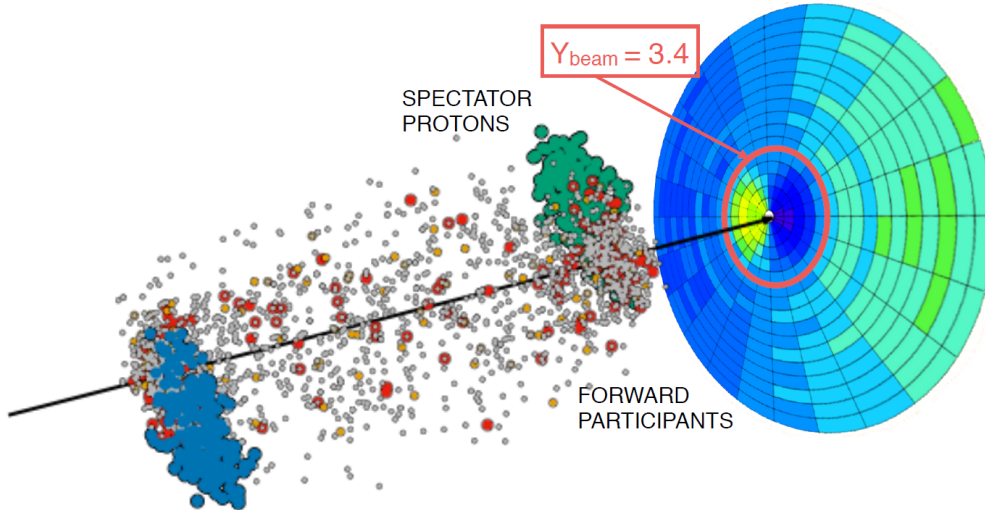 Y_beam = 3.4
SPECTATOR
PROTONS
FORWARD
PARTICIPANTS